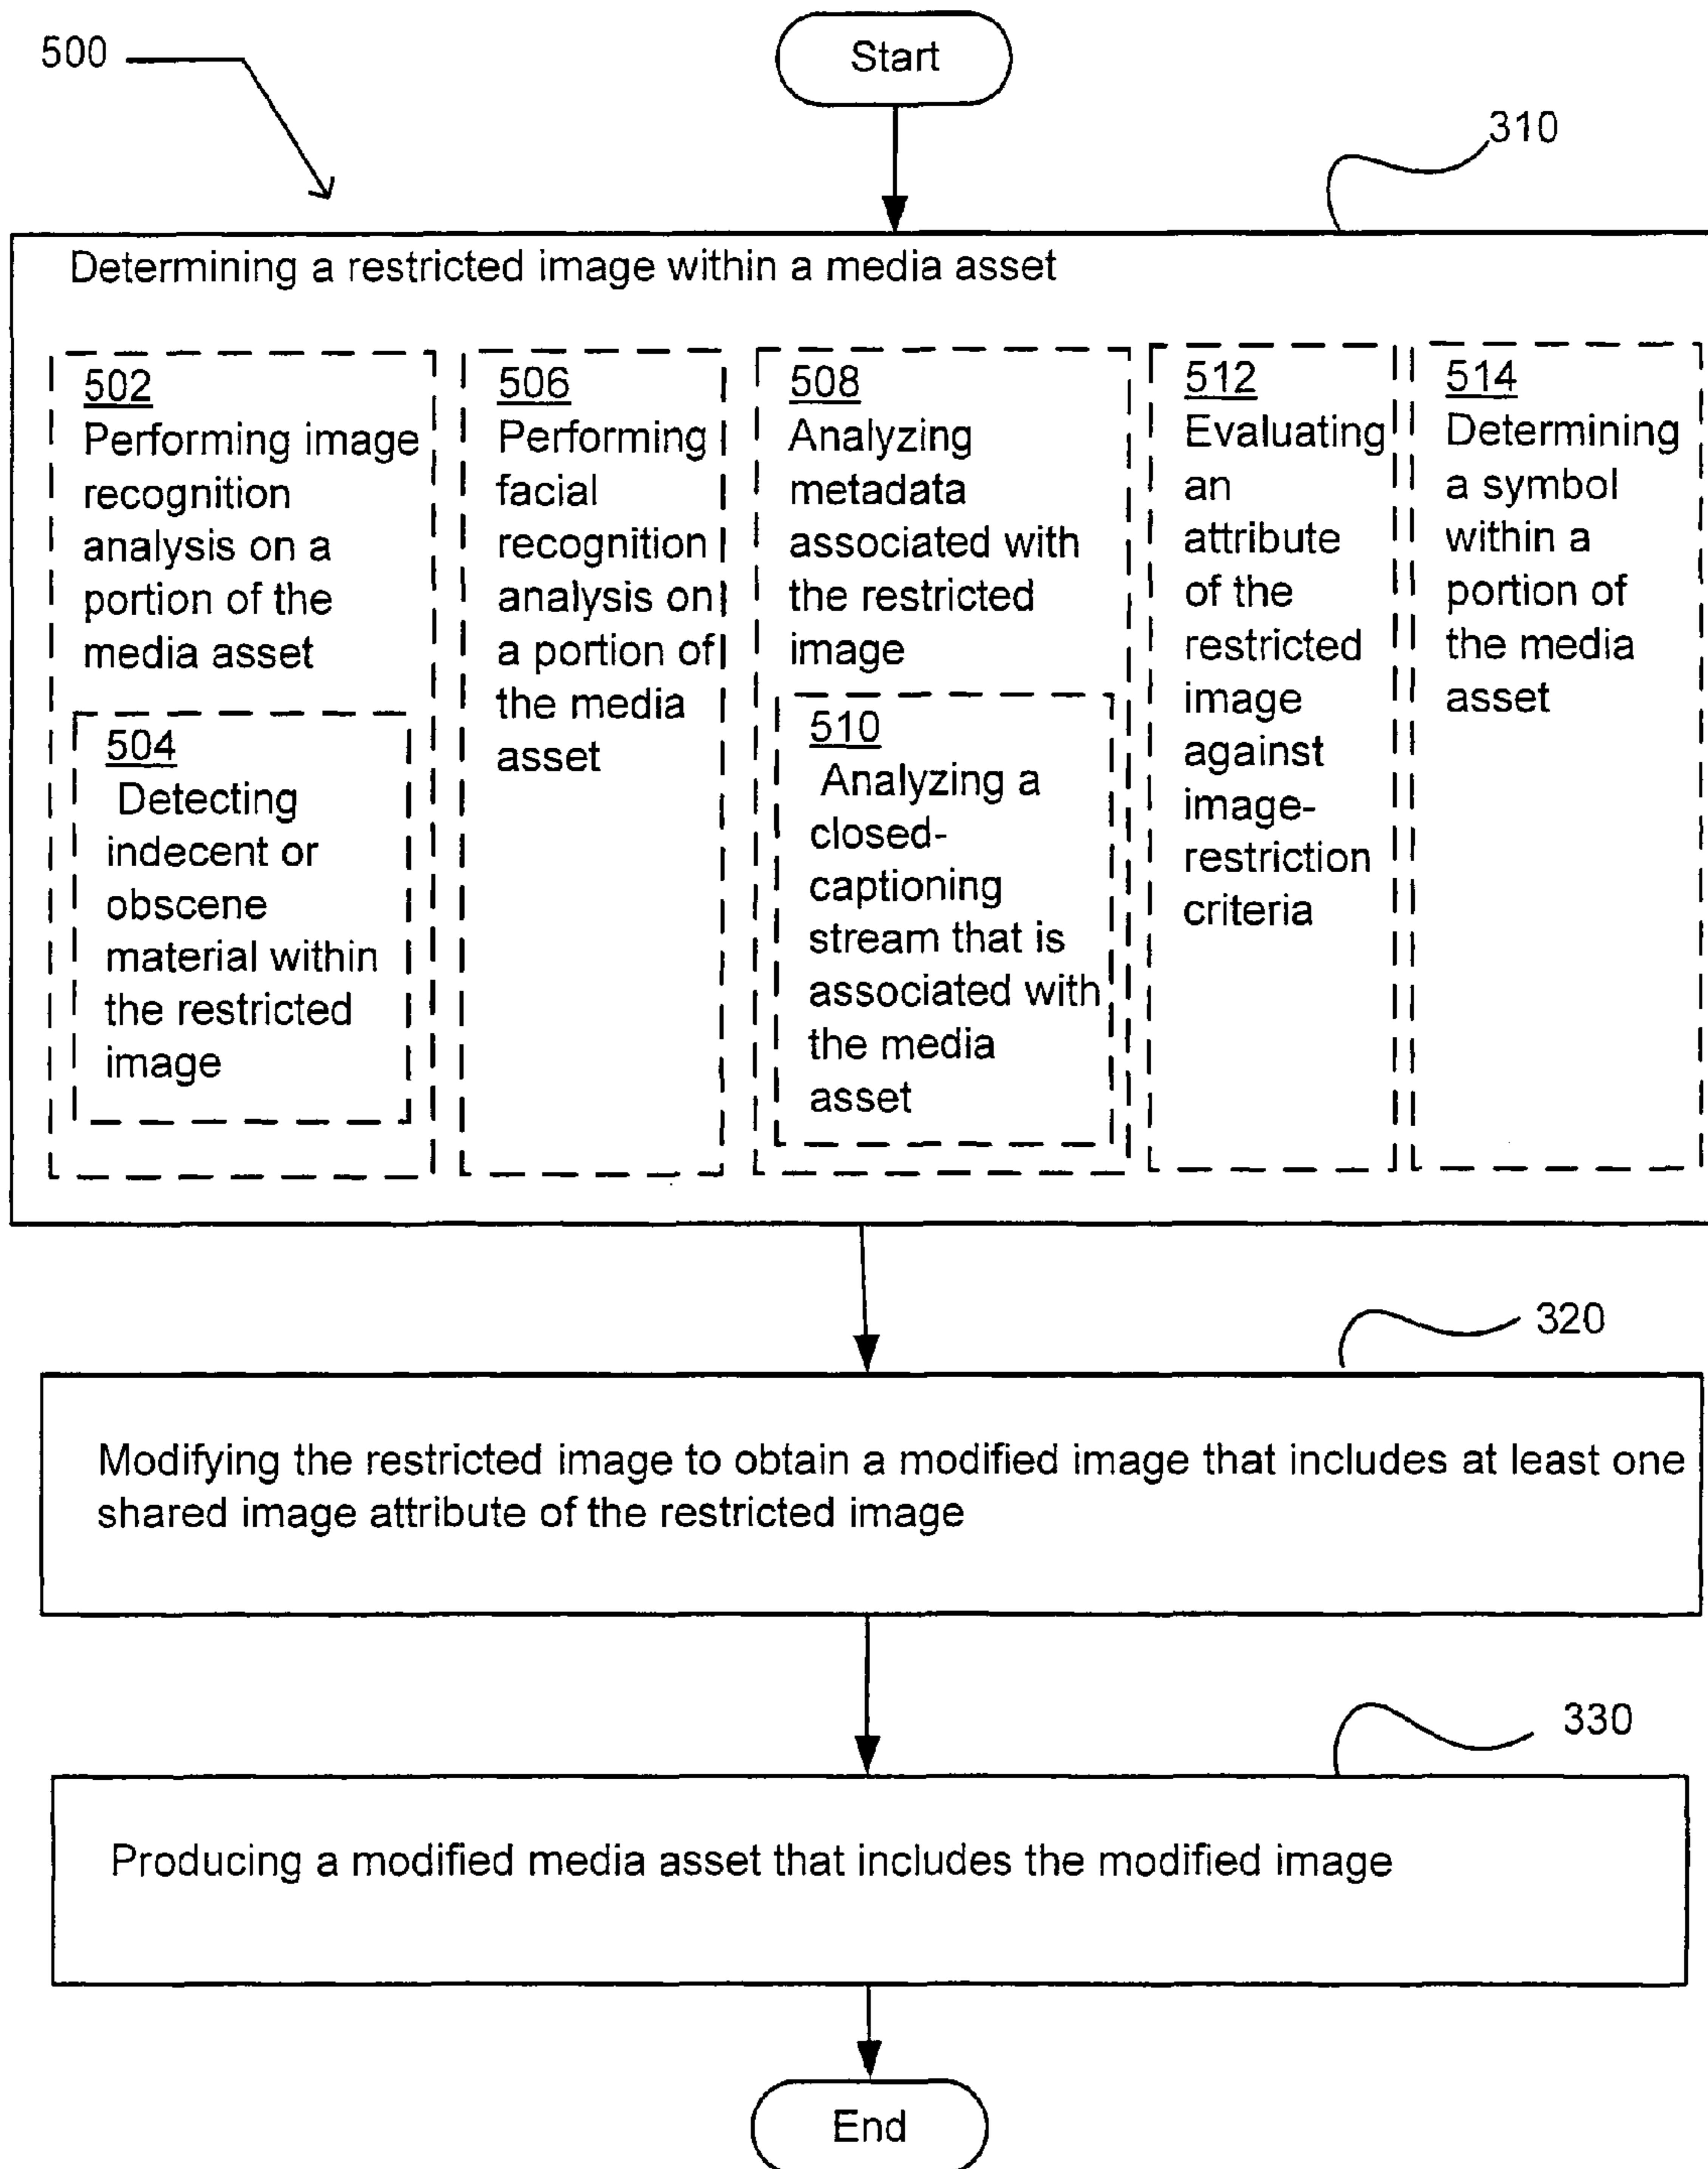 500
Start
310
Determining a restricted image within a media asset
502
Performing image
recognition
analysis on a
portion of the
media asset
504
Detecting
indecent or
obscene
material within
the restricted
image
506
Performing
facial
recognition
analysis on
a portion of
the media
asset
508
Analyzing
metadata
associated with
the restricted
image
510
Analyzing a
closed-
captioning
stream that is
associated with
the media
asset
512
Evaluating
an
attribute
of the
restricted
image
against
image-
restriction
criteria
514
Determining
a symbol
within a
portion of
the media
asset
320
Modifying the restricted image to obtain a modified image that includes at least one
shared image attribute of the restricted image
330
Producing a modified media asset that includes the modified image
End